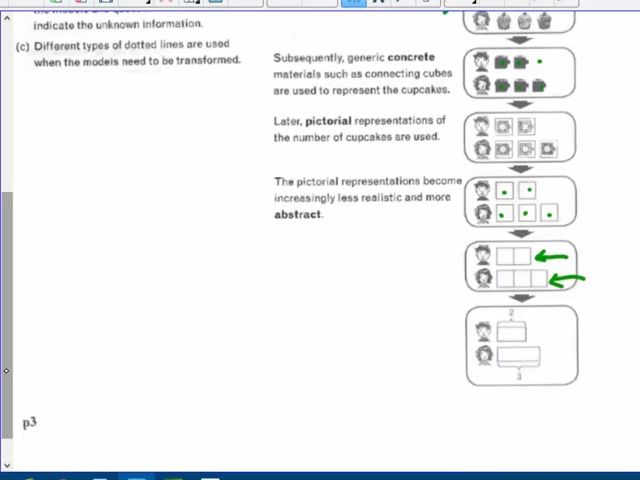 indicate the unknown information.
(c) Different types of dotted lines are used
when the models need to be transformed.
Subsequently, generic concrete
materials such as connecting cubes
are used to represent the cupcakes.
Later, pictorial representations of
the number of cupcakes are used.
The pictorial representations become
increasingly less realistic and more
abstract.
2
3
p3